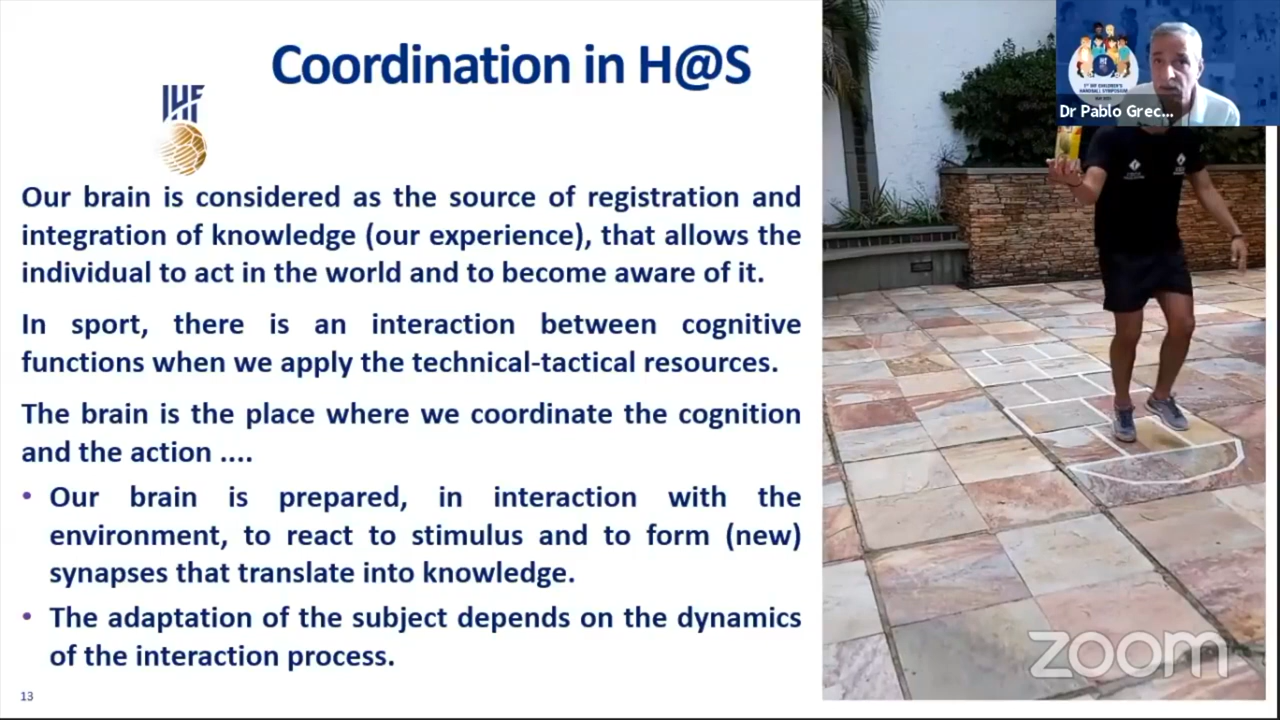 Coordination in H@S
IHF
Our brain is considered as the source of registration and
integration of knowledge (our experience), that allows the
individual to act in the world and to become aware of it.
In sport, there is an interaction between cognitive
functions when we apply the technical-tactical resources.
The brain is the place where we coordinate the cognition
and the action ....
• Our brain is prepared, in interaction with the
environment, to react to stimulus and to form (new)
synapses that translate into knowledge.
• The adaptation of the subject depends on the dynamics
of the interaction process.
13
Dr Pablo Grec...
zoom